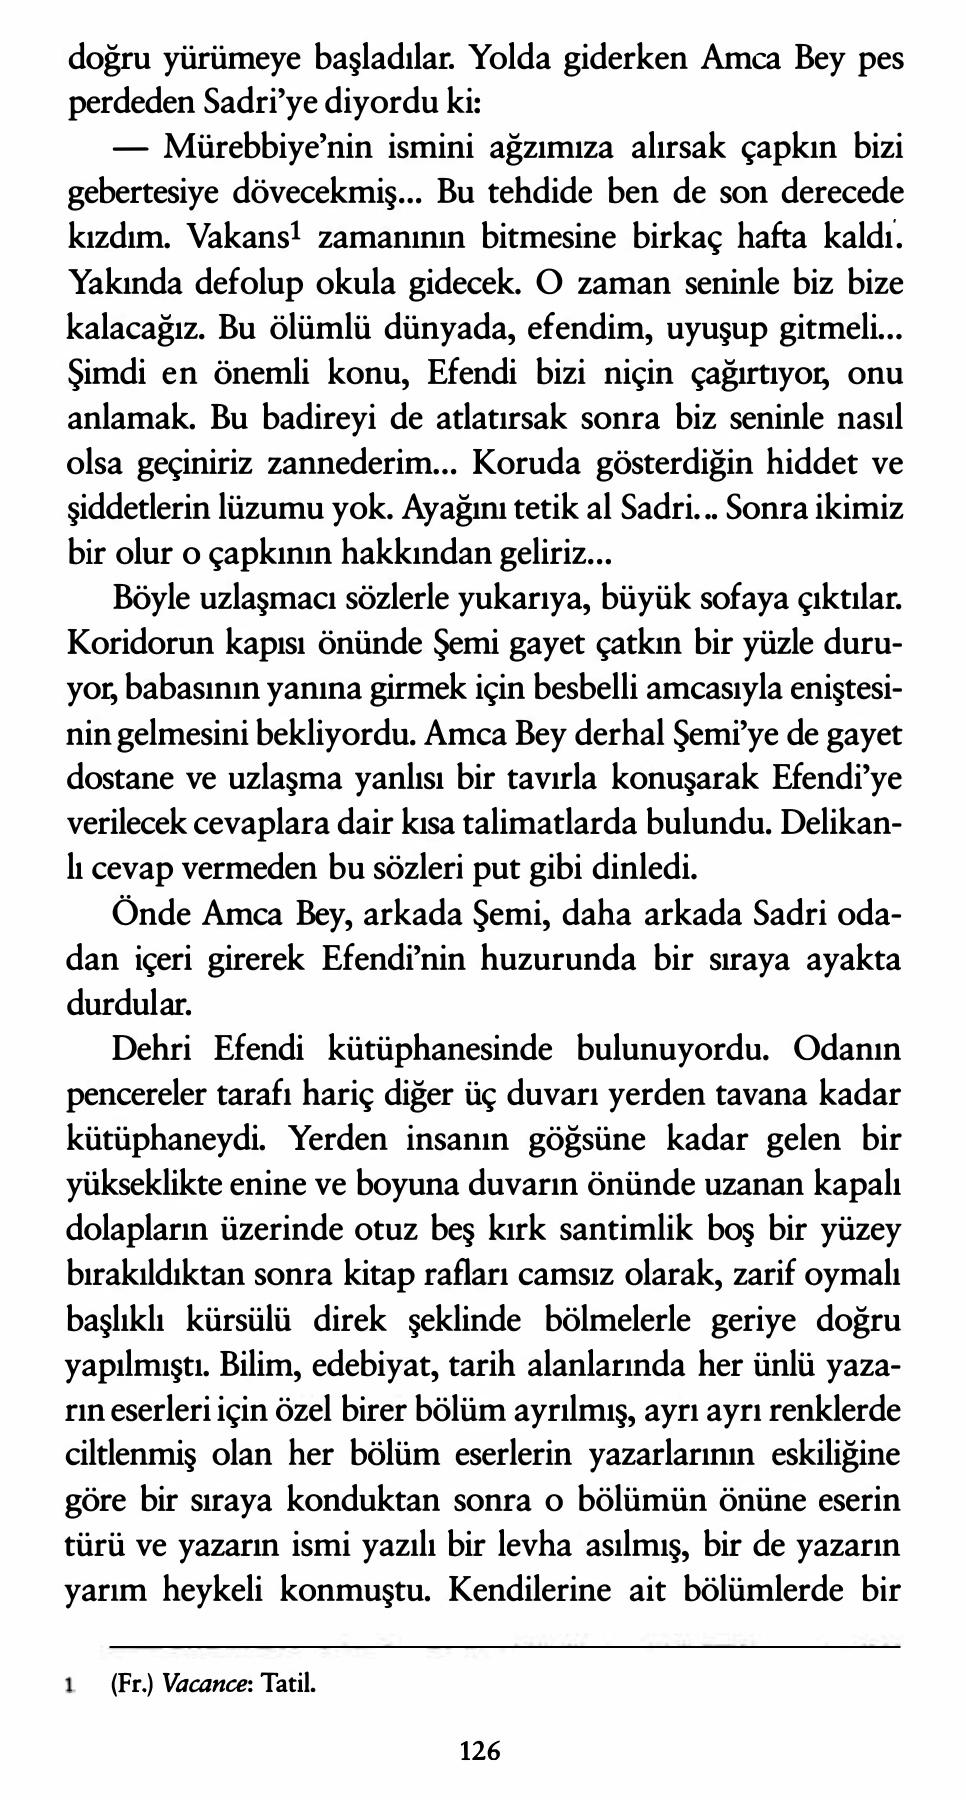 doğru yürümeye başladılar. Yolda giderken Amca Bey pes
perdeden Sadri’ye diyordu ki:
— Mürebbiye’nin ismini ağzımıza alırsak çapkın bizi
gebertesiye dövecekmiş... Bu tehdide ben de son derecede
kızdım. Vakans¹ zamanının bitmesine birkaç hafta kaldı.
Yakında defolup okula gidecek. O zaman seninle biz bize
kalacağız. Bu ölümlü dünyada, efendim, uyuşup gitmeli...
Şimdi en önemli konu, Efendi bizi niçin çağırtıyor, onu
anlamak. Bu badireyi de atlatırsak sonra biz seninle nasıl
olsa geçiniriz zannederim... Koruda gösterdiğin hiddet ve
şiddetlerin lüzumu yok. Ayağını tetik al Sadri... Sonra ikimiz
bir olur o çapkının hakkından geliriz...
Böyle uzlaşmacı sözlerle yukarıya, büyük sofaya çıktılar.
Koridorun kapısı önünde Şemi gayet çatkın bir yüzle duru-
yor, babasının yanına girmek için besbelli amcasıyla eniştesi-
nin gelmesini bekliyordu. Amca Bey derhal Şemi’ye de gayet
dostane ve uzlaşma yanlısı bir tavırla konuşarak Efendi’ye
verilecek cevaplara dair kısa talimatlarda bulundu. Delikan-
lı cevap vermeden bu sözleri put gibi dinledi.
Önde Amca Bey, arkada Şemi, daha arkada Sadri oda-
dan içeri girerek Efendi’nin huzurunda bir sıraya ayakta
durdular.
Dehri Efendi kütüphanesinde bulunuyordu. Odanın
pencereler tarafı hariç diğer üç duvarı yerden tavana kadar
kütüphaneydi. Yerden insanın göğsüne kadar gelen bir
yükseklikte enine ve boyuna duvarın önünde uzanan kapalı
dolapların üzerinde otuz beş kırk santimlik boş bir yüzey
bırakıldıktan sonra kitap rafları camsız olarak, zarif oymalı
başlıklı kürsülü direk şeklinde bölmelerle geriye doğru
yapılmıştı. Bilim, edebiyat, tarih alanlarında her ünlü yaza-
rın eserleri için özel birer bölüm ayrılmış, ayrı ayrı renklerde
ciltlenmiş olan her bölüm eserlerin yazarlarının eskiliğine
göre bir sıraya konduktan sonra o bölümün önüne eserin
türü ve yazarın ismi yazılı bir levha asılmış, bir de yazarın
yarım heykeli konmuştu. Kendilerine ait bölümlerde bir
1 (Fr.) Vacance: Tatil.
126